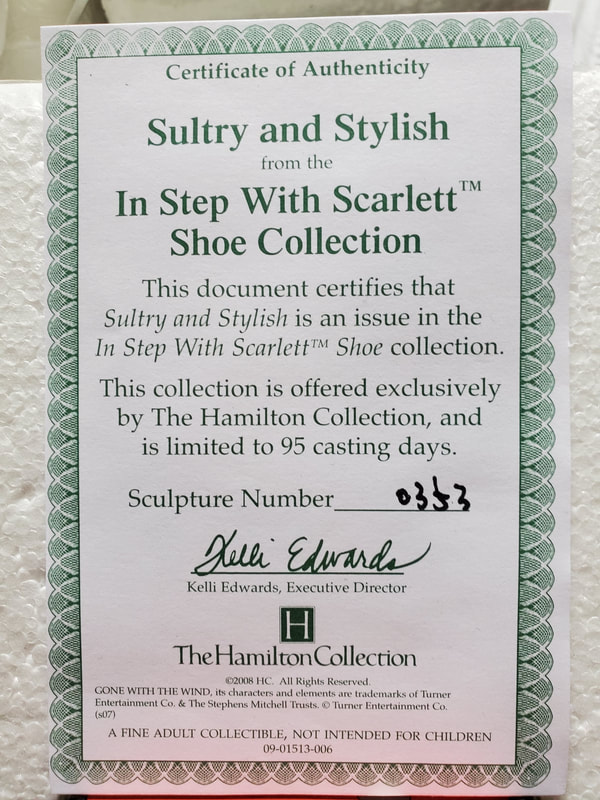 Certificate of Authenticity
Sultry and Stylish
from the
In Step With Scarlett™
Shoe Collection
This document certifies that
Sultry and Stylish is an issue in the
In Step With Scarlett™ Shoe collection.
This collection is offered exclusively
by The Hamilton Collection, and
is limited to 95 casting days.
Sculpture Number 0353
Kelli Edwards
Kelli Edwards, Executive Director
H
The Hamilton Collection
©2008 HC. All Rights Reserved.
GONE WITH THE WIND, its characters and elements are trademarks of Turner
Entertainment Co. & The Stephens Mitchell Trusts. © Turner Entertainment Co.
(s07)
A FINE ADULT COLLECTIBLE, NOT INTENDED FOR CHILDREN
09-01513-006